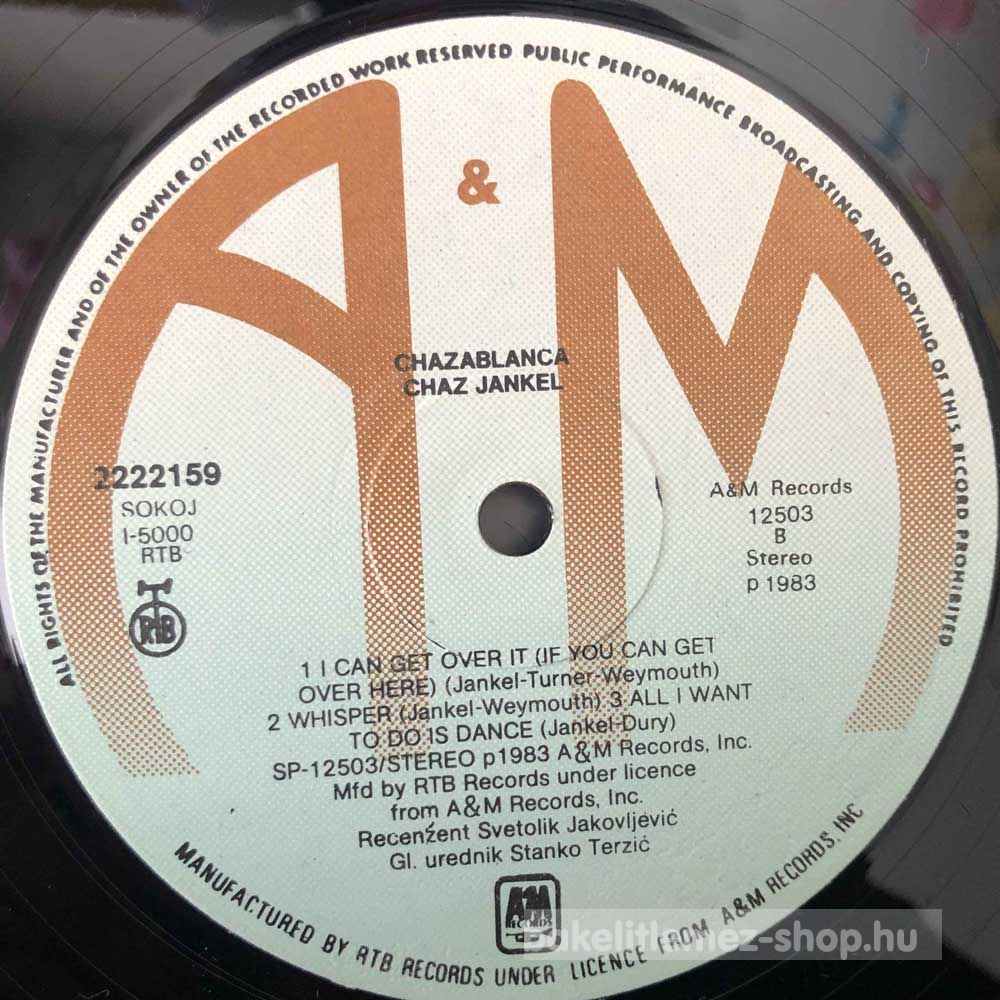 ALL RIGHTS OF THE MANUFACTURER AND OF THE OWNER OF THE RECORDED WORK RESERVED PUBLIC PERFORMANCE BROADCASTING AND COPYING OF THIS RECORD PROHIBITED
A & M
CHAZABLANCA
CHAZ JANKEL
2222159
SOKOJ
I-5000
RTB
RTB
A&M Records
12503
B
Stereo
p 1983
1 I CAN GET OVER IT (IF YOU CAN GET
OVER HERE) (Jankel-Turner-Weymouth)
2 WHISPER (Jankel-Weymouth) 3 ALL I WANT
TO DO IS DANCE (Jankel-Dury)
SP-12503/STEREO p1983 A&M Records, Inc.
Mfd by RTB Records under licence
from A&M Records, Inc.
Recenźent Svetolik Jakovljević
Gl. urednik Stanko Terzić
A&M
RECORDS
MANUFACTURED BY RTB RECORDS UNDER LICENCE FROM A&M RECORDS, INC
Bakelitlemez-shop.hu